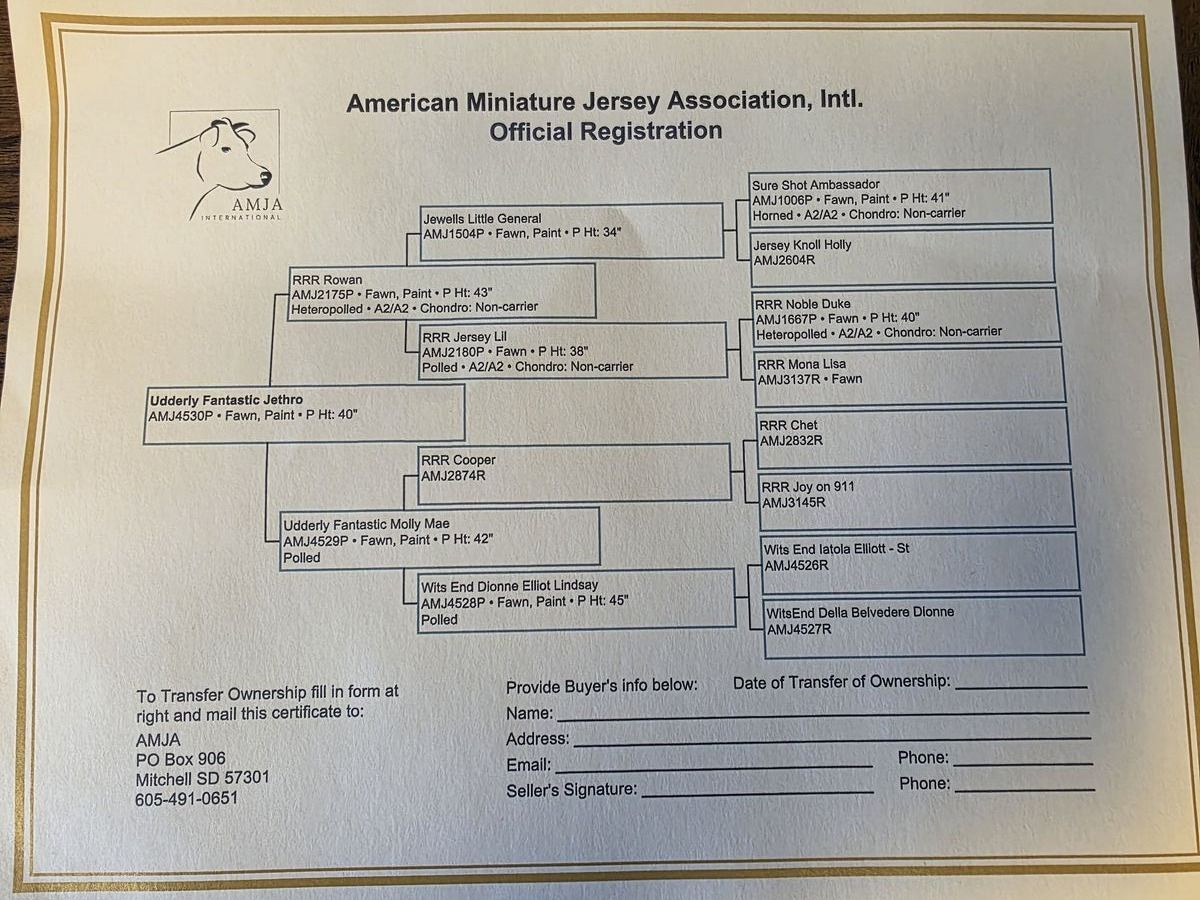 American Miniature Jersey Association, Intl.
Official Registration
AMJA
INTERNATIONAL
Sure Shot Ambassador
AMJ1006P • Fawn, Paint • P Ht: 41"
Horned • A2/A2 • Chondro: Non-carrier
Jewells Little General
AMJ1504P • Fawn, Paint • P Ht: 34"
Jersey Knoll Holly
AMJ2604R
RRR Rowan
AMJ2175P • Fawn, Paint • P Ht: 43"
Heteropolled • A2/A2 • Chondro: Non-carrier
RRR Noble Duke
AMJ1667P • Fawn • P Ht: 40"
Heteropolled • A2/A2 • Chondro: Non-carrier
RRR Jersey Lil
AMJ2180P • Fawn • P Ht: 38"
Polled • A2/A2 • Chondro: Non-carrier
RRR Mona Lisa
AMJ3137R • Fawn
Udderly Fantastic Jethro
AMJ4530P • Fawn, Paint • P Ht: 40"
RRR Chet
AMJ2832R
RRR Cooper
AMJ2874R
RRR Joy on 911
AMJ3145R
Udderly Fantastic Molly Mae
AMJ4529P • Fawn, Paint • P Ht: 42"
Polled
Wits End Iatola Elliott - St
AMJ4526R
Wits End Dionne Elliot Lindsay
AMJ4528P • Fawn, Paint • P Ht: 45"
Polled
WitsEnd Della Belvedere Dionne
AMJ4527R
To Transfer Ownership fill in form at
right and mail this certificate to:
AMJA
PO Box 906
Mitchell SD 57301
605-491-0651
Provide Buyer's info below: Date of Transfer of Ownership:
Name:
Address:
Email: Phone:
Seller's Signature: Phone: